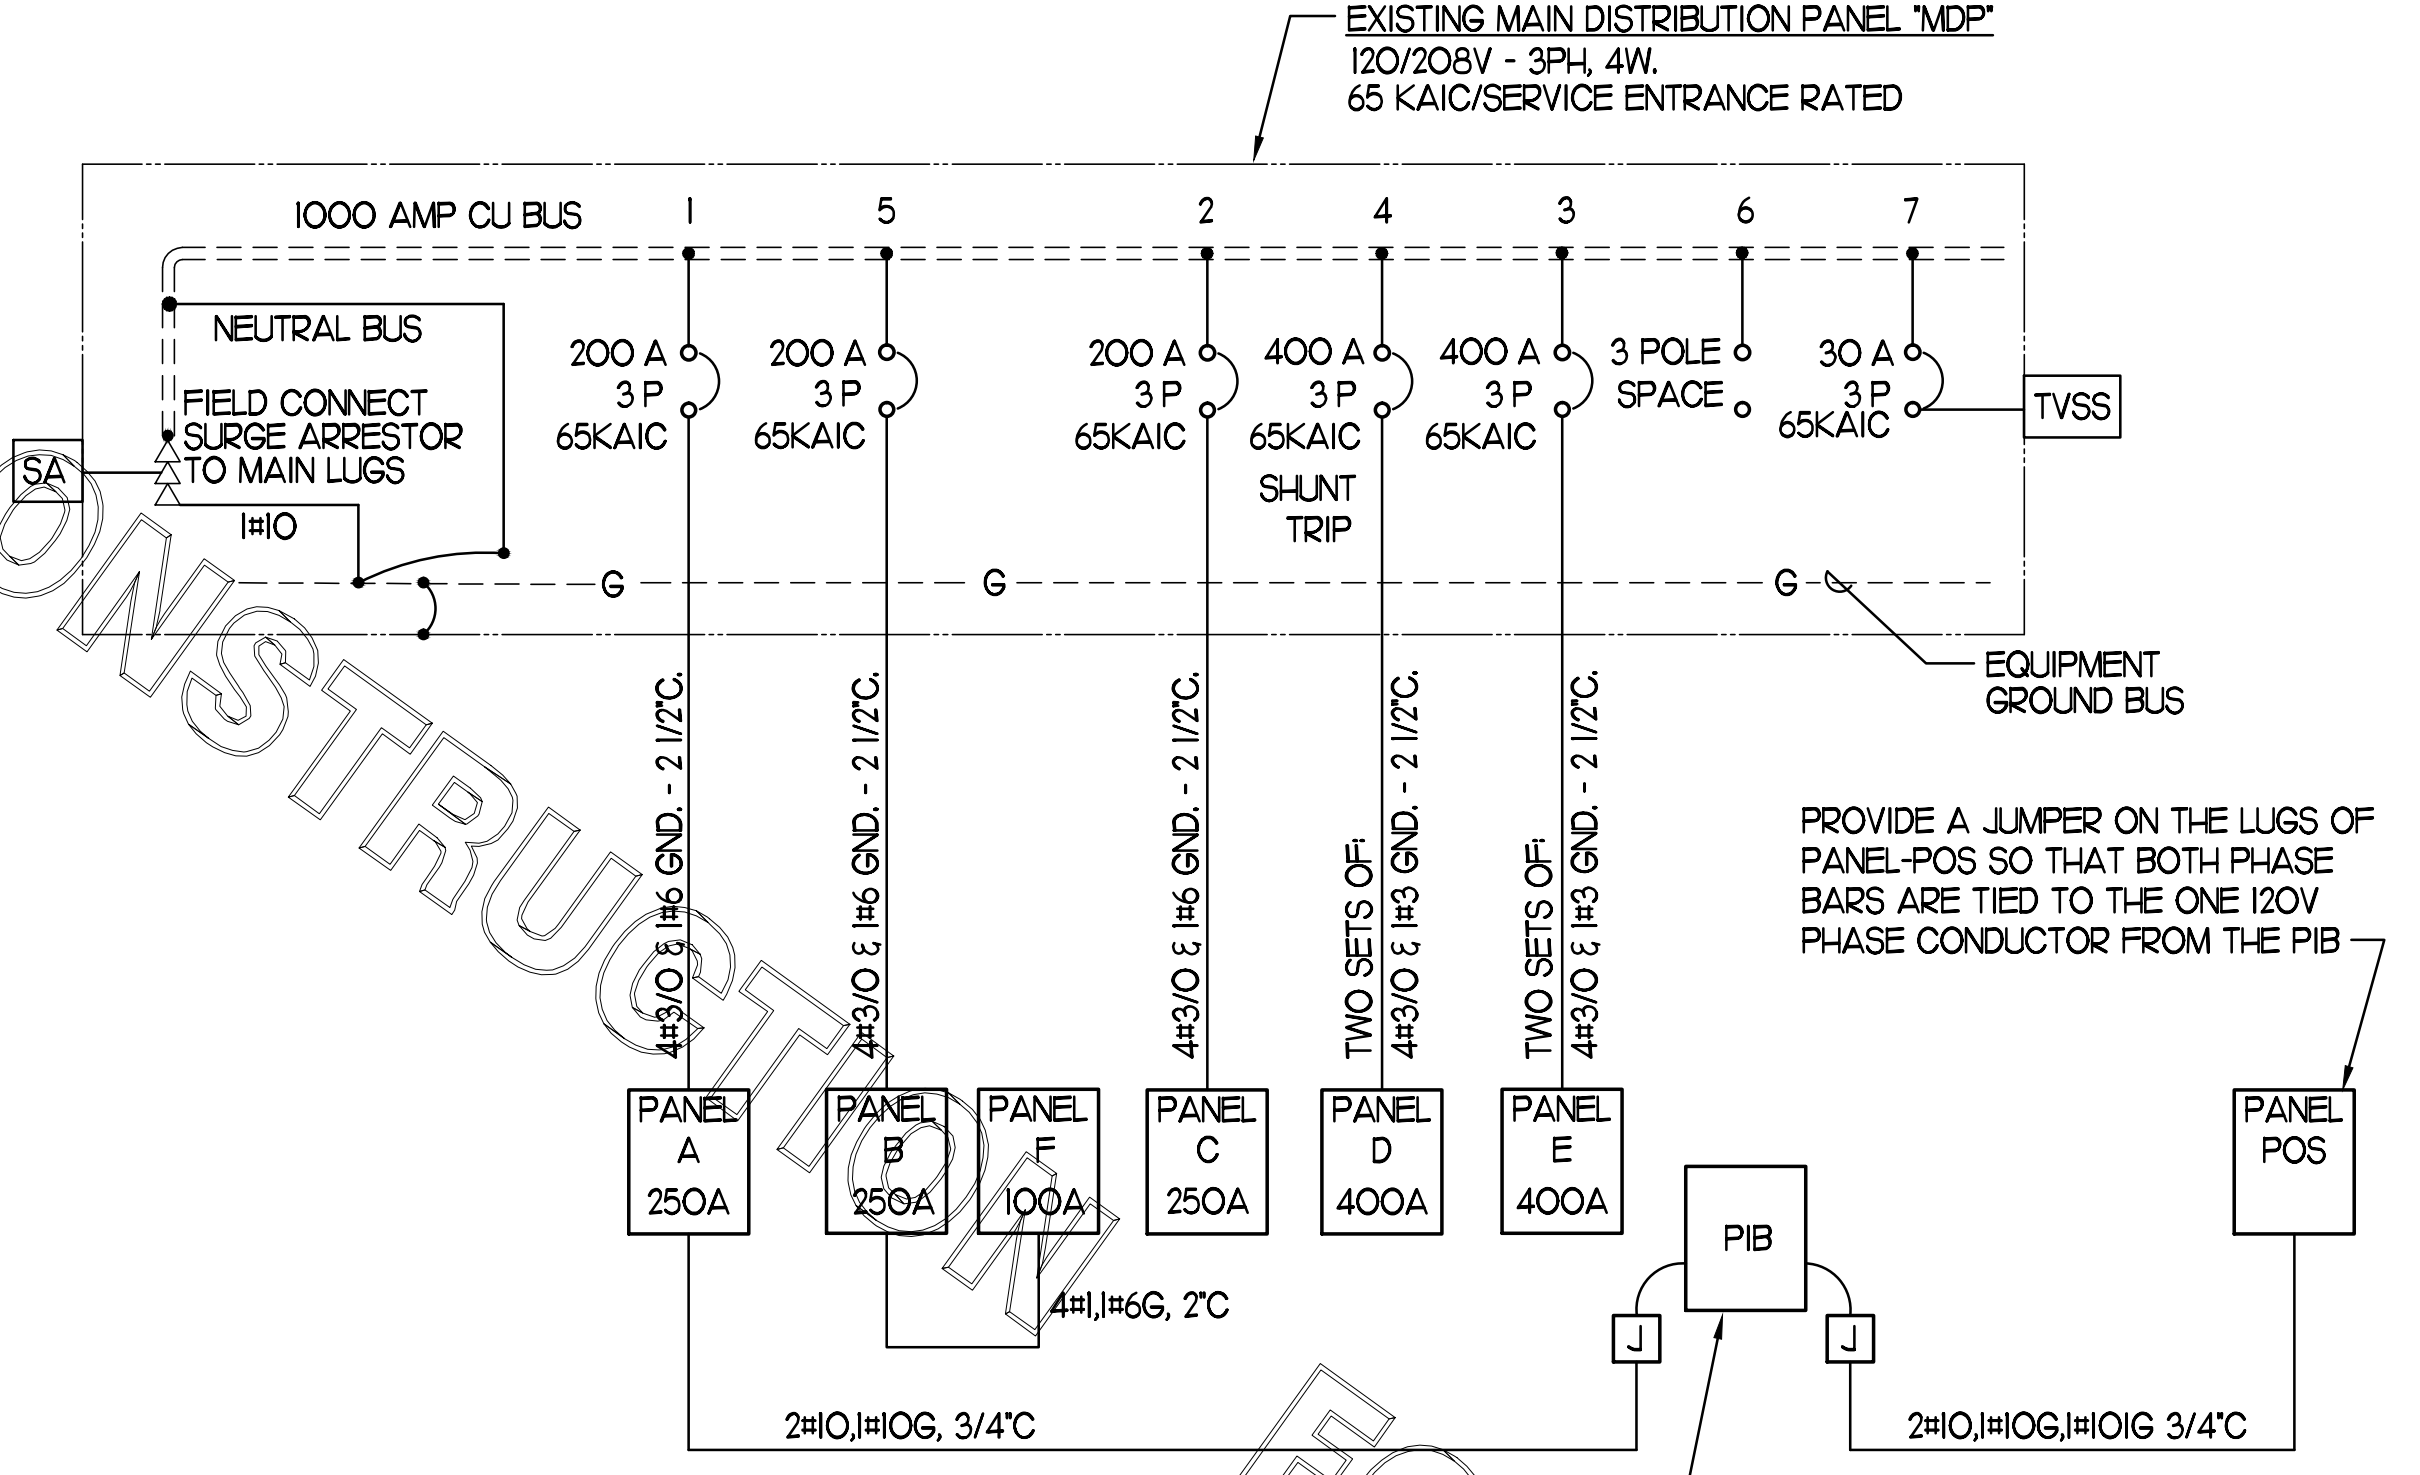 EXISTING MAIN DISTRIBUTION PANEL "MDP"
120/208V - 3PH, 4W.
65 KAIC/SERVICE ENTRANCE RATED
1000 AMP CU BUS
1
5
2
4
3
6
7
NEUTRAL BUS
FIELD CONNECT
SURGE ARRESTOR
TO MAIN LUGS
SA
1#10
200 A
3 P
65KAIC
200 A
3 P
65KAIC
200 A
3 P
65KAIC
400 A
3 P
65KAIC
SHUNT
TRIP
400 A
3 P
65KAIC
3 POLE
SPACE
30 A
3 P
65KAIC
TVSS
G
G
G
EQUIPMENT
GROUND BUS
4#3/0 & 1#6 GND. - 2 1/2"C.
4#3/0 & 1#6 GND. - 2 1/2"C.
4#3/0 & 1#6 GND. - 2 1/2"C.
TWO SETS OF:
4#3/0 & 1#3 GND. - 2 1/2"C.
TWO SETS OF:
4#3/0 & 1#3 GND. - 2 1/2"C.
PROVIDE A JUMPER ON THE LUGS OF
PANEL-POS SO THAT BOTH PHASE
BARS ARE TIED TO THE ONE 120V
PHASE CONDUCTOR FROM THE PIB
PANEL
A
250A
PANEL
B
250A
PANEL
F
100A
PANEL
C
250A
PANEL
D
400A
PANEL
E
400A
PIB
PANEL
POS
J
J
4#1,1#6G, 2"C
2#10,1#10G, 3/4"C
2#10,1#10G,1#10IG 3/4"C
ONSTRUCTION